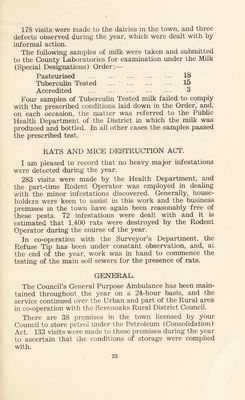 178 visits were made to the dairies in the town, and three
defects observed during the year, which were dealt with by
informal action.
The following samples of milk were taken and submitted
to the County Laboratories for examination under the Milk
(Special Designations) Order:—
Pasteurised ... ... ... ... ... 18
Tuberculin Tested ... ... ... ... 15
Accredited ... ... ... ... ... 3
Four samples of Tuberculin Tested milk failed to comply
with the prescribed conditions laid down in the Order, and,
on each occasion, the matter was referred to the Public
Health Department of the District in which the milk was
produced and bottled. In all other cases the samples passed
the prescribed test.
RATS AND MICE DESTRUCTION ACT.
I am pleased to record that no heavy major infestations
were detected during the year.
283 visits were made by the Health Department, and
the part-time Rodent Operator was employed in dealing
with the minor infestations discovered. Generally, house-
holders were keen to assist in this work and the business
premises in the town have again been reasonably free of
these pests. 72 infestations were dealt with and it is
estimated that 1,400 rats were destroyed by the Rodent
Operator during the course of the year.
In co-operation with the Surveyor's Department, the
Refuse Tip has been under constant observation, and, at
the end of the year, work was in hand to commence the
testing of the main soil sewers for the presence of rats.
GENERAL.
The Council's General Purpose Ambulance has been main-
tained throughout the year on a 24-hour basis, and the
service continued over the Urban and part of the Rural area
in co-operation with the Sevenoaks Rural District Council.
There are 38 premises in the town licensed by your
Council to store petrol under the Petroleum (Consolidation)
Act. 133 visits were made to these premises during the year
to ascertain that the conditions of storage were complied
with.
23